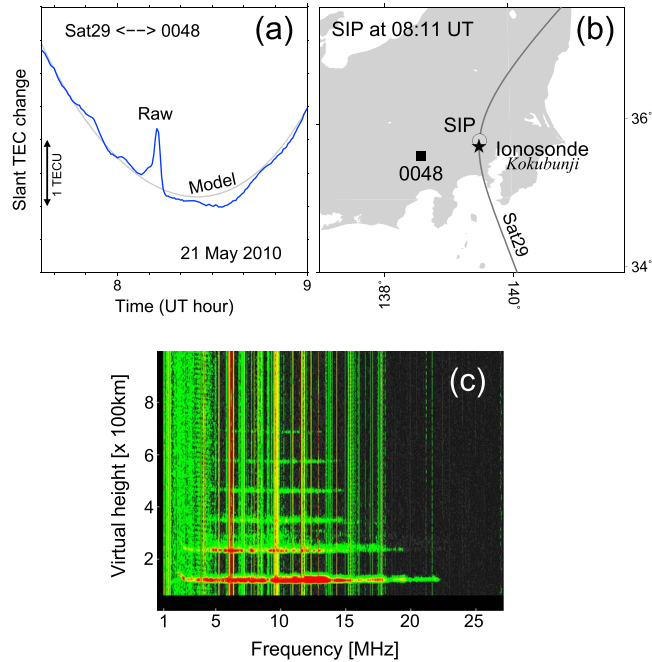 Sat29 <--> 0048
(a)
Slant TEC change
1 TECU
Raw
Model
21 May 2010
8
9
Time (UT hour)
SIP at 08:11 UT
(b)
SIP
Ionosonde
Kokubunji
0048
Sat29
36°
34°
138°
140°
(c)
Virtual height [x 100km]
8
6
4
2
1
5
10
15
20
25
Frequency [MHz]